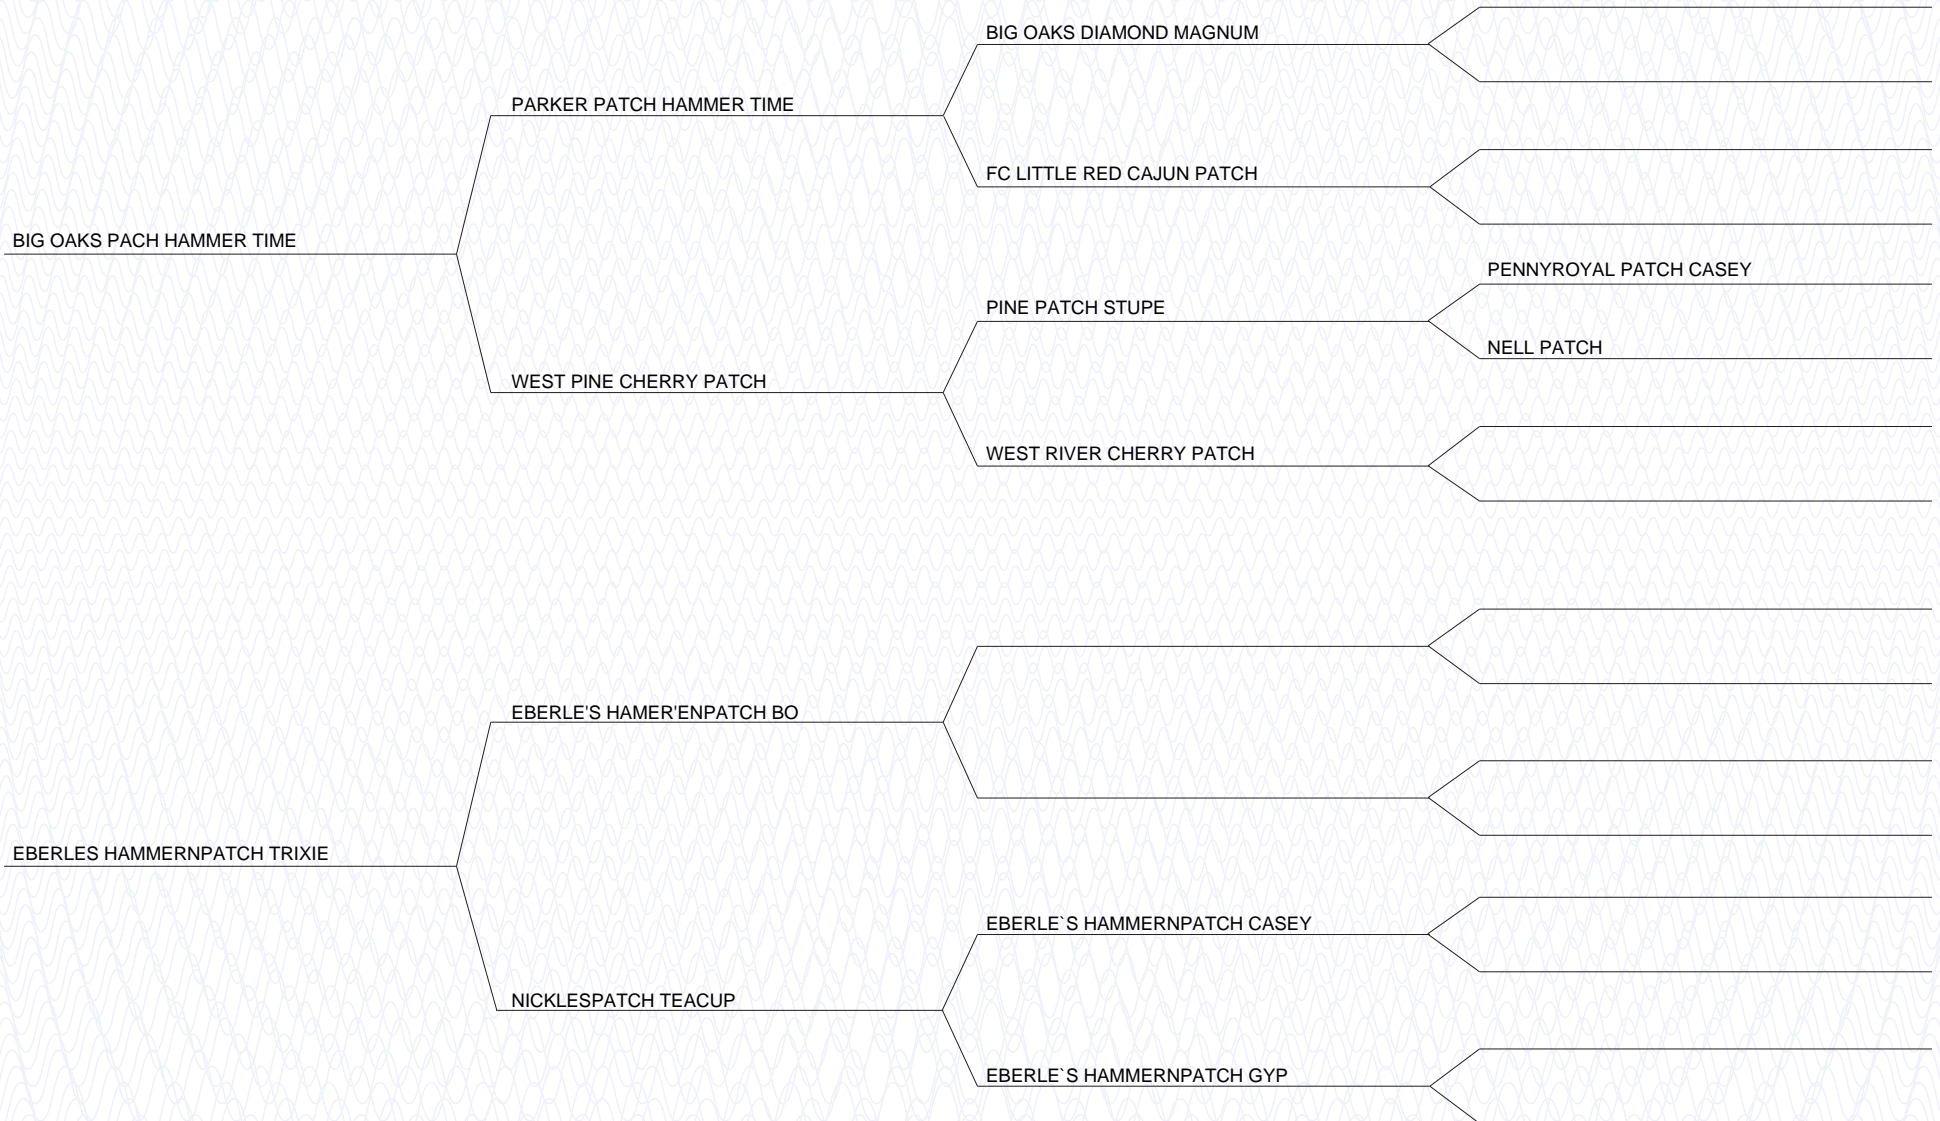 BIG OAKS DIAMOND MAGNUM
PARKER PATCH HAMMER TIME
FC LITTLE RED CAJUN PATCH
BIG OAKS PACH HAMMER TIME
PENNYROYAL PATCH CASEY
PINE PATCH STUPE
NELL PATCH
WEST PINE CHERRY PATCH
WEST RIVER CHERRY PATCH
EBERLE'S HAMER'ENPATCH BO
EBERLES HAMMERNPATCH TRIXIE
EBERLE`S HAMMERNPATCH CASEY
NICKLESPATCH TEACUP
EBERLE`S HAMMERNPATCH GYP